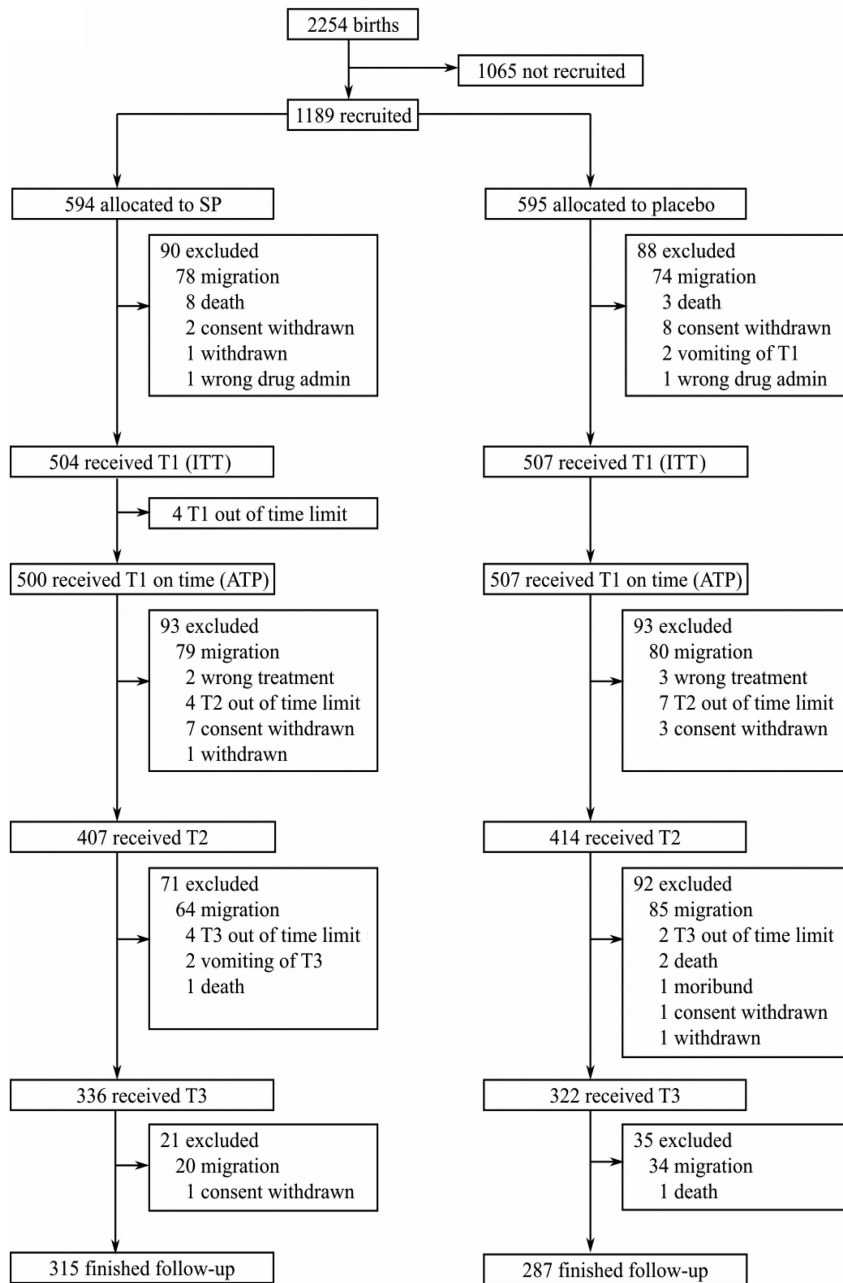 2254 births
1065 not recruited
1189 recruited
594 allocated to SP
595 allocated to placebo
90 excluded
78 migration
8 death
2 consent withdrawn
1 withdrawn
1 wrong drug admin
88 excluded
74 migration
3 death
8 consent withdrawn
2 vomiting of T1
1 wrong drug admin
504 received T1 (ITT)
507 received T1 (ITT)
4 T1 out of time limit
500 received T1 on time (ATP)
507 received T1 on time (ATP)
93 excluded
79 migration
2 wrong treatment
4 T2 out of time limit
7 consent withdrawn
1 withdrawn
93 excluded
80 migration
3 wrong treatment
7 T2 out of time limit
3 consent withdrawn
407 received T2
414 received T2
71 excluded
64 migration
4 T3 out of time limit
2 vomiting of T3
1 death
92 excluded
85 migration
2 T3 out of time limit
2 death
1 moribund
1 consent withdrawn
1 withdrawn
336 received T3
322 received T3
21 excluded
20 migration
1 consent withdrawn
35 excluded
34 migration
1 death
315 finished follow-up
287 finished follow-up